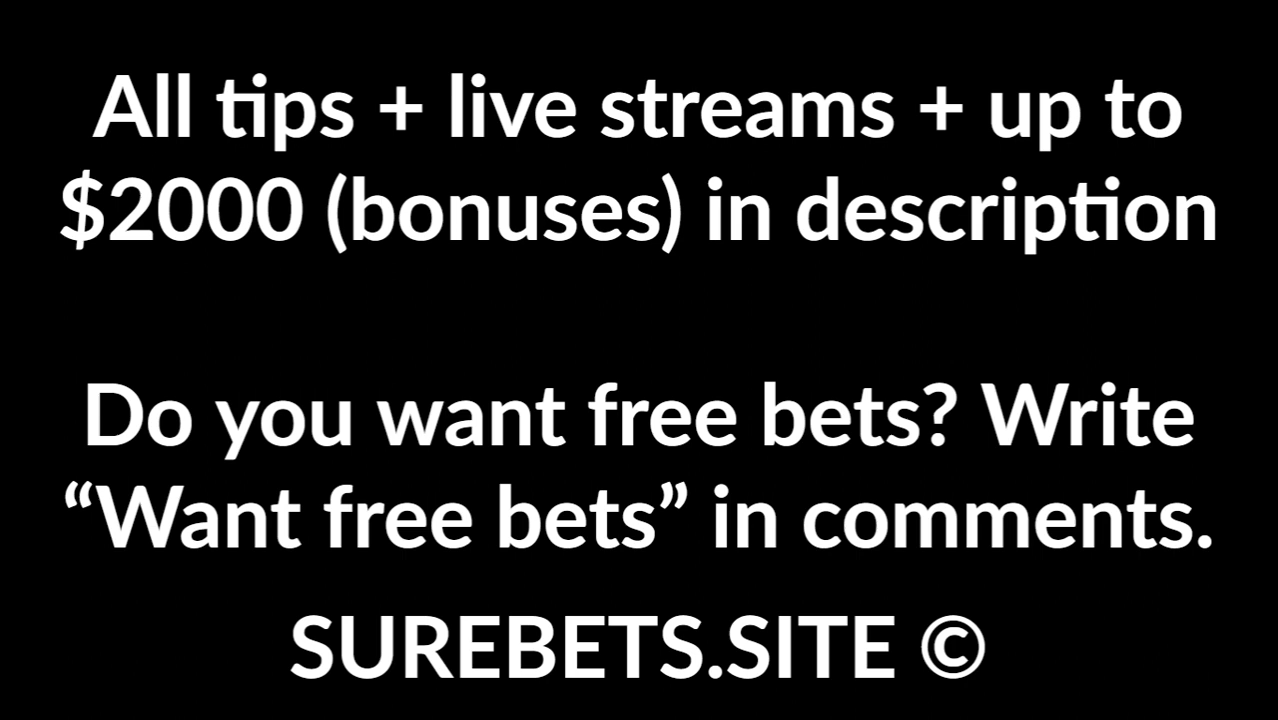 All tips + live streams + up to
$2000 (bonuses) in description
Do you want free bets? Write
“Want free bets” in comments.
SUREBETS.SITE ©